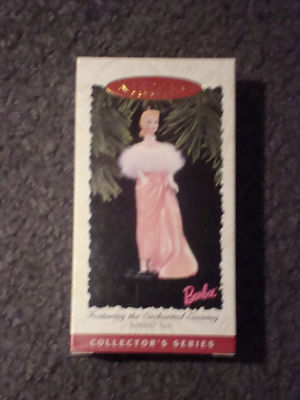 Barbie
Featuring the Enchanted Evening
BARBIE® Doll
COLLECTOR'S SERIES